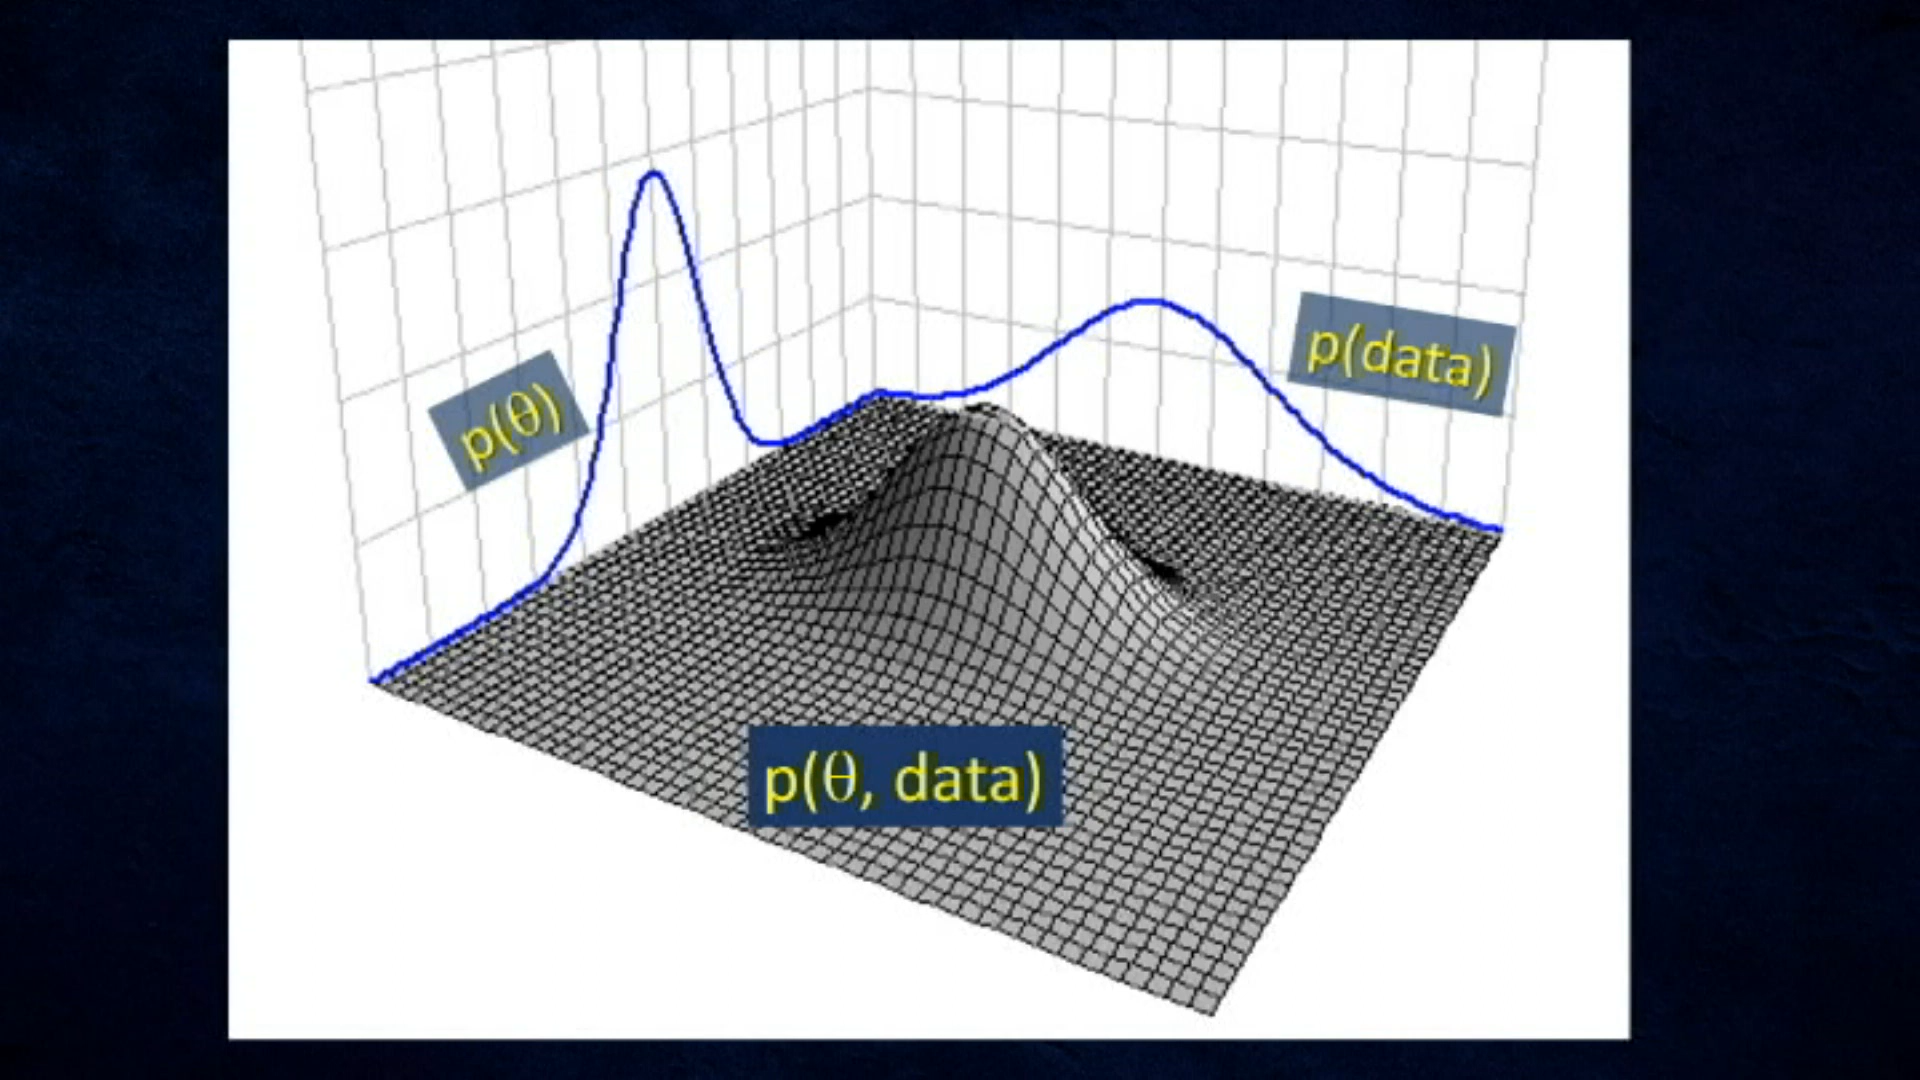 p(θ)
p(data)
p(θ, data)